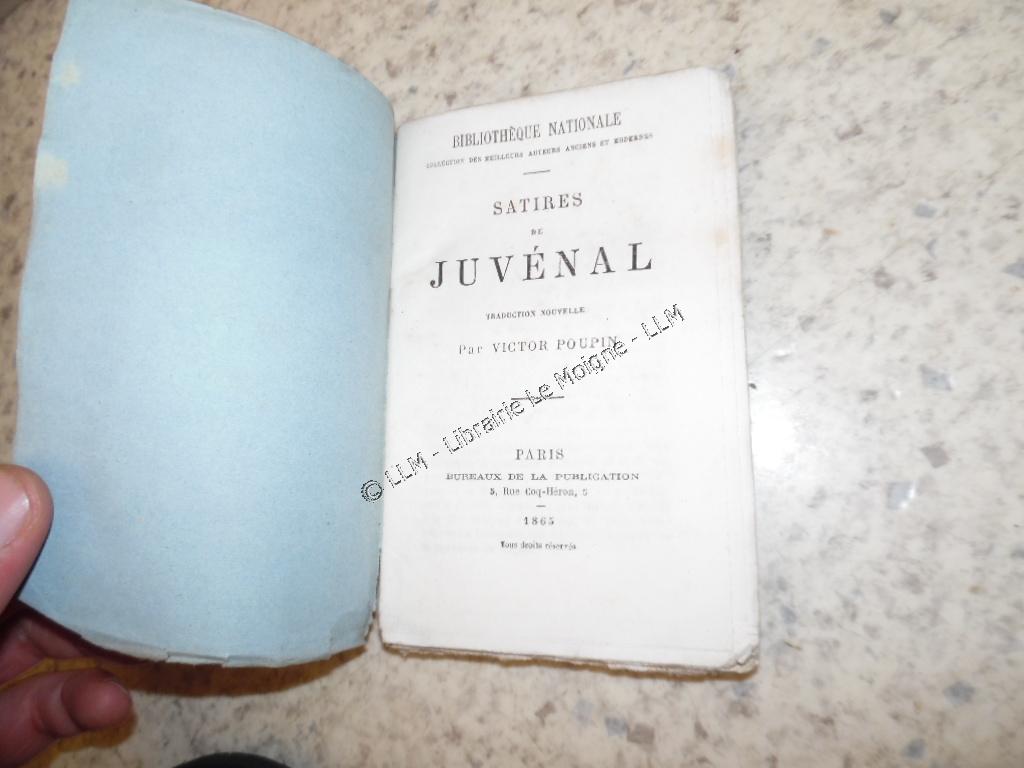 BIBLIOTHÈQUE NATIONALE
COLLECTION DES MEILLEURS AUTEURS ANCIENS ET MODERNES
SATIRES
DE
JUVÉNAL
TRADUCTION NOUVELLE
Par VICTOR POUPIN
© LLM - Librairie Le Moigne - LLM
PARIS
BUREAUX DE LA PUBLICATION
5, Rue Coq-Héron, 5
1865
Tous droits réservés